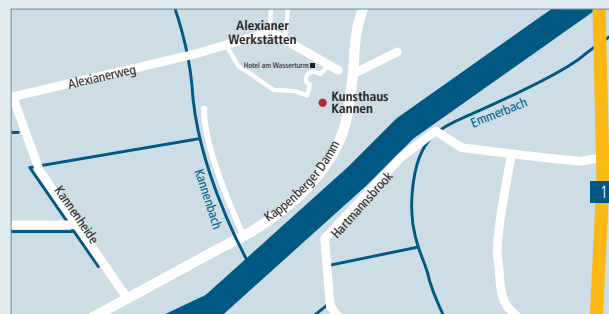 Alexianer
Werkstätten
Hotel am Wasserturm
Alexianerweg
Kunsthaus
Kannen
Emmerbach
Kappenberger Damm
Kannenbach
Hartmannsbrook
Kannenheide
1